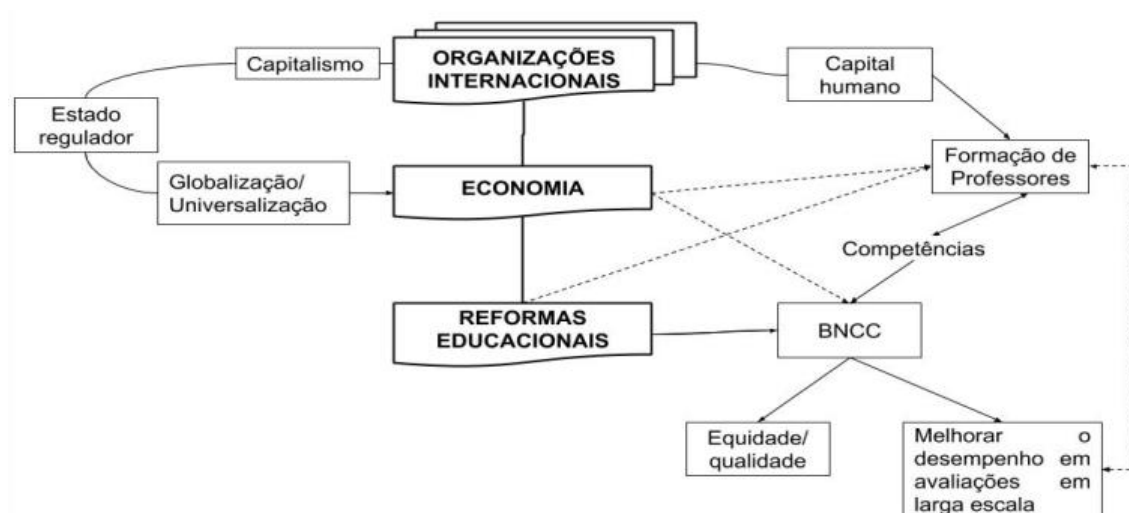 ORGANIZAÇÕES
INTERNACIONAIS
Capitalismo
Capital
humano
Estado
regulador
Formação de
Professores
Globalização/
Universalização
ECONOMIA
Competências
REFORMAS
EDUCACIONAIS
BNCC
Equidade/
qualidade
Melhorar o
desempenho em
avaliações em
larga escala